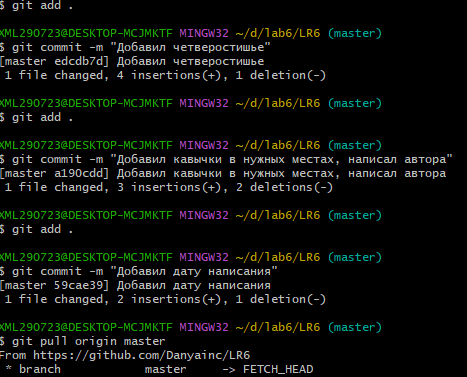 $ git add .
XML290723@DESKTOP-MCJMKTF MINGW32 ~/d/lab6/LR6 (master)
$ git commit -m "Добавил четверостишье"
[master edcdb7d] Добавил четверостишье
1 file changed, 4 insertions(+), 1 deletion(-)
XML290723@DESKTOP-MCJMKTF MINGW32 ~/d/lab6/LR6 (master)
$ git add .
XML290723@DESKTOP-MCJMKTF MINGW32 ~/d/lab6/LR6 (master)
$ git commit -m "Добавил кавычки в нужных местах, написал автора"
[master a190cdd] Добавил кавычки в нужных местах, написал автора
1 file changed, 3 insertions(+), 2 deletions(-)
XML290723@DESKTOP-MCJMKTF MINGW32 ~/d/lab6/LR6 (master)
$ git add .
XML290723@DESKTOP-MCJMKTF MINGW32 ~/d/lab6/LR6 (master)
$ git commit -m "Добавил дату написания"
[master 59cae39] Добавил дату написания
1 file changed, 2 insertions(+), 1 deletion(-)
XML290723@DESKTOP-MCJMKTF MINGW32 ~/d/lab6/LR6 (master)
$ git pull origin master
From https://github.com/Danyainc/LR6
* branch master -> FETCH_HEAD